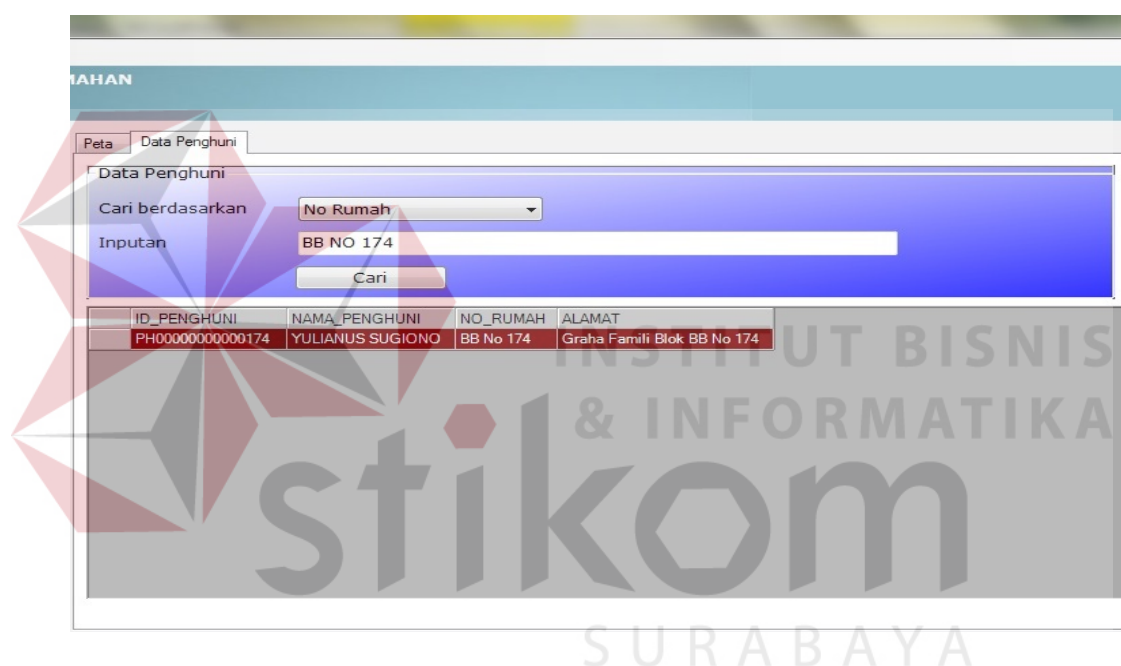 MAHAN
Peta Data Penghuni
Data Penghuni
Cari berdasarkan No Rumah
Inputan BB NO 174
Cari
ID_PENGHUNI NAMA_PENGHUNI NO_RUMAH ALAMAT
PH00000000000174 YULIANUS SUGIONO BB No 174 Graha Famili Blok BB No 174
INSTITUT BISNIS
& INFORMATIKA
stikom
SURABAYA